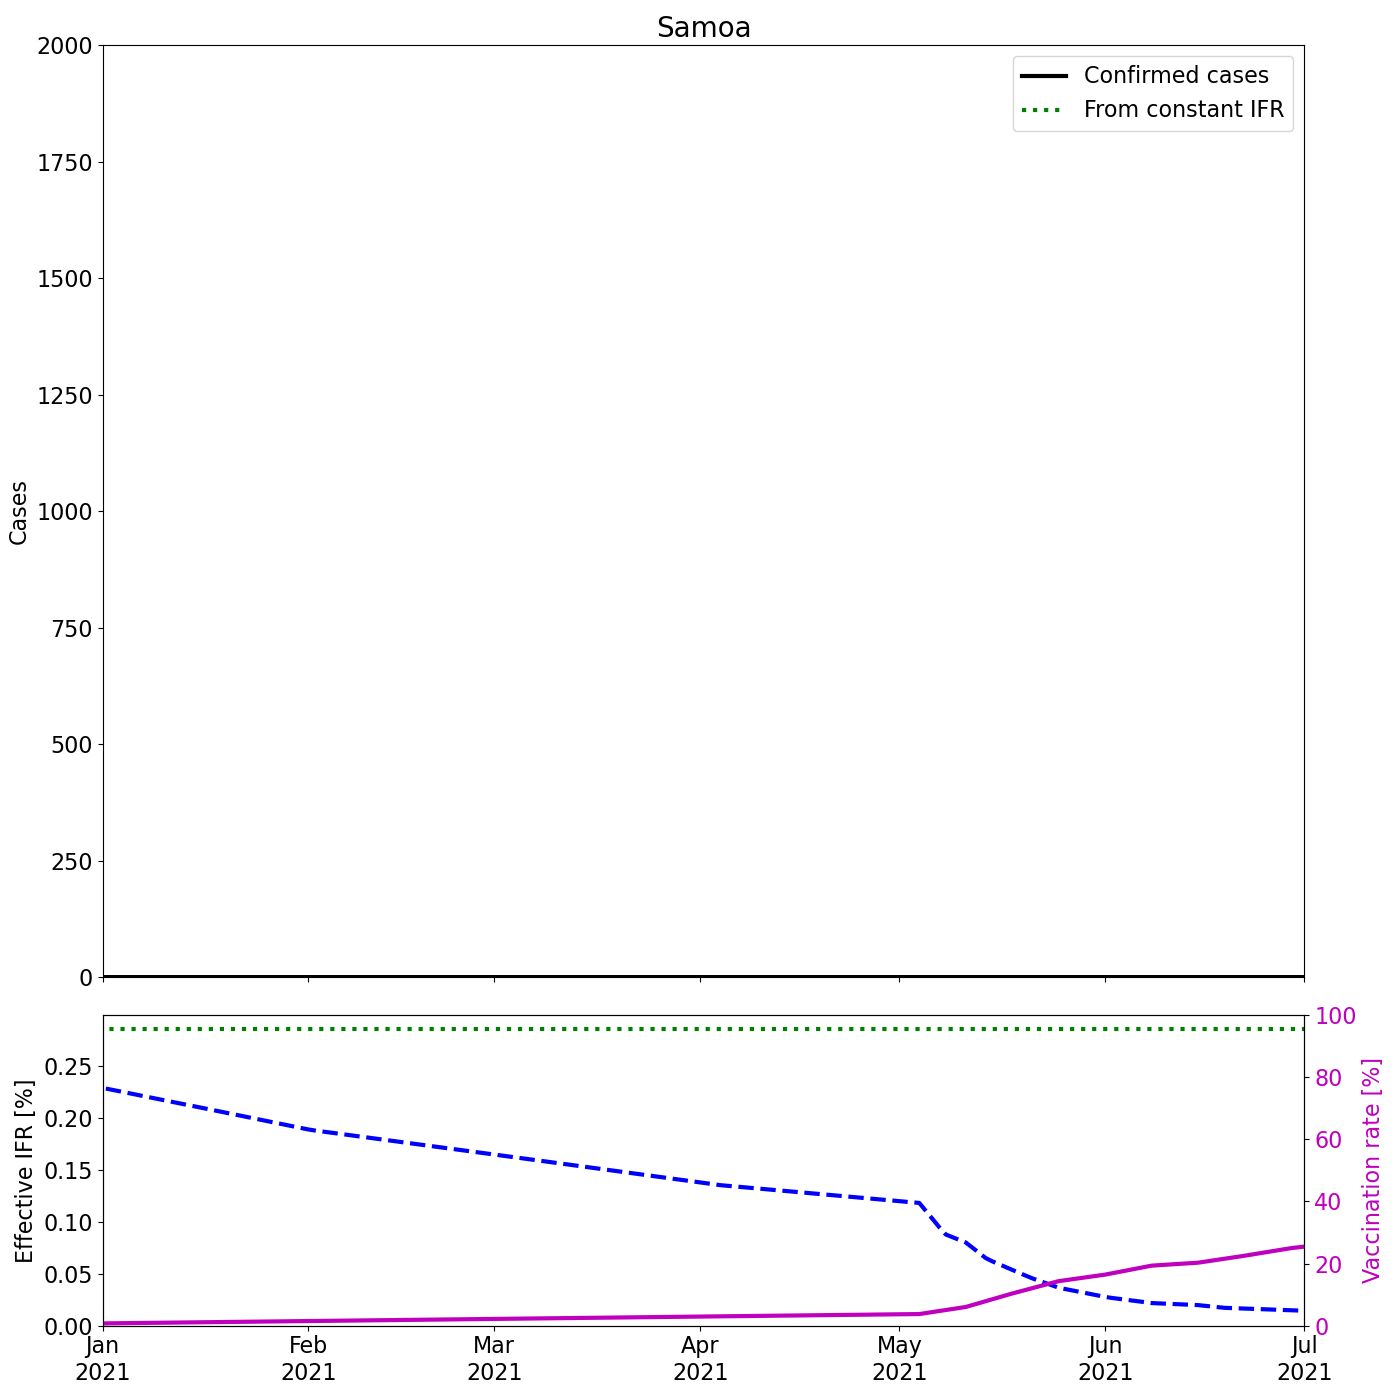 Samoa
2000
1750
1500
1250
1000
750
500
250
0
Cases
Confirmed cases
From constant IFR
0.25
0.20
0.15
0.10
0.05
0.00
Effective IFR [%]
100
80
60
40
20
0
Vaccination rate [%]
Jan Feb Mar Apr May Jun Jul
2021 2021 2021 2021 2021 2021 2021